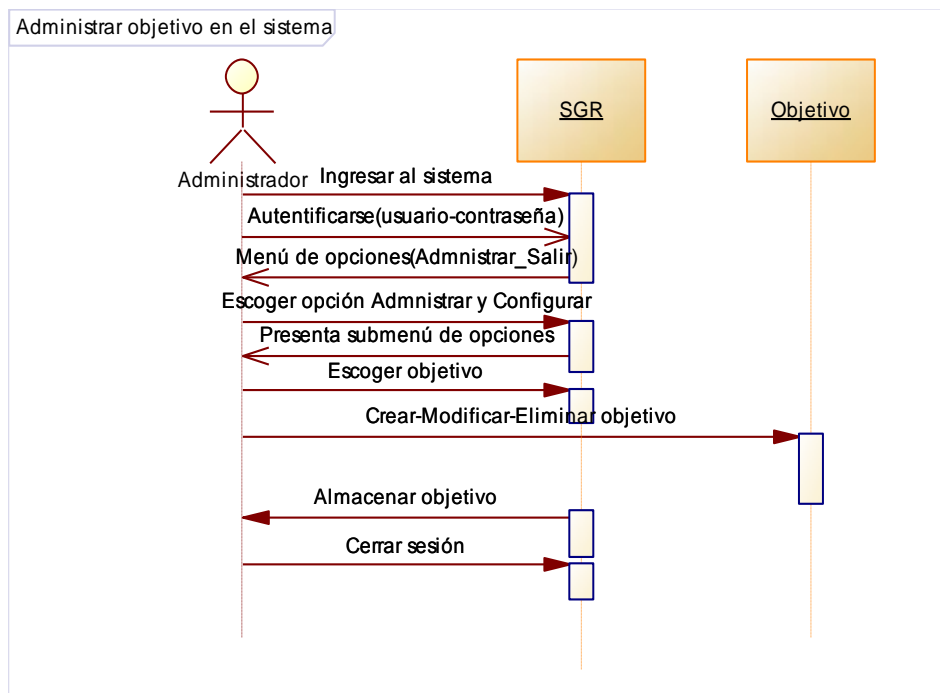 Administrar objetivo en el sistema
SGR
Objetivo
Administrador
Ingresar al sistema
Autentificarse(usuario-contraseña)
Menú de opciones(Admnistrar_Salir)
Escoger opción Admnistrar y Configurar
Presenta submenú de opciones
Escoger objetivo
Crear-Modificar-Eliminar objetivo
Almacenar objetivo
Cerrar sesión